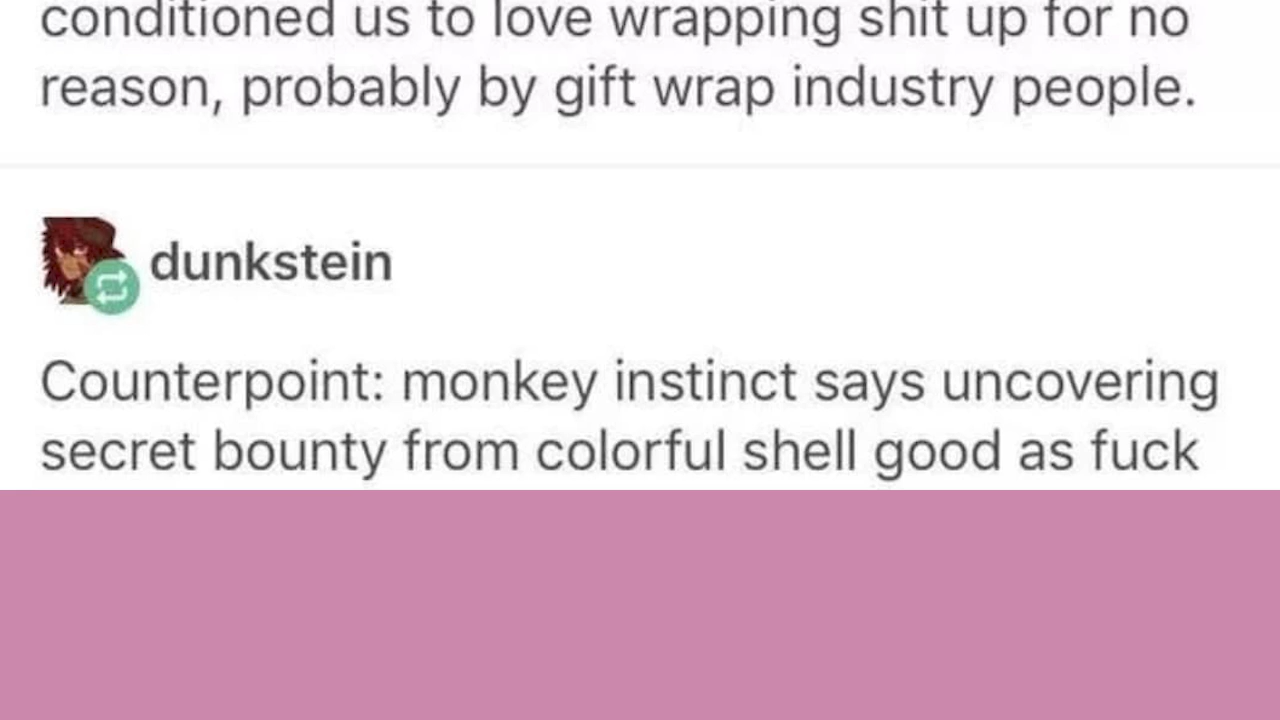 conditioned us to love wrapping shit up for no
reason, probably by gift wrap industry people.
dunkstein
Counterpoint: monkey instinct says uncovering
secret bounty from colorful shell good as fuck